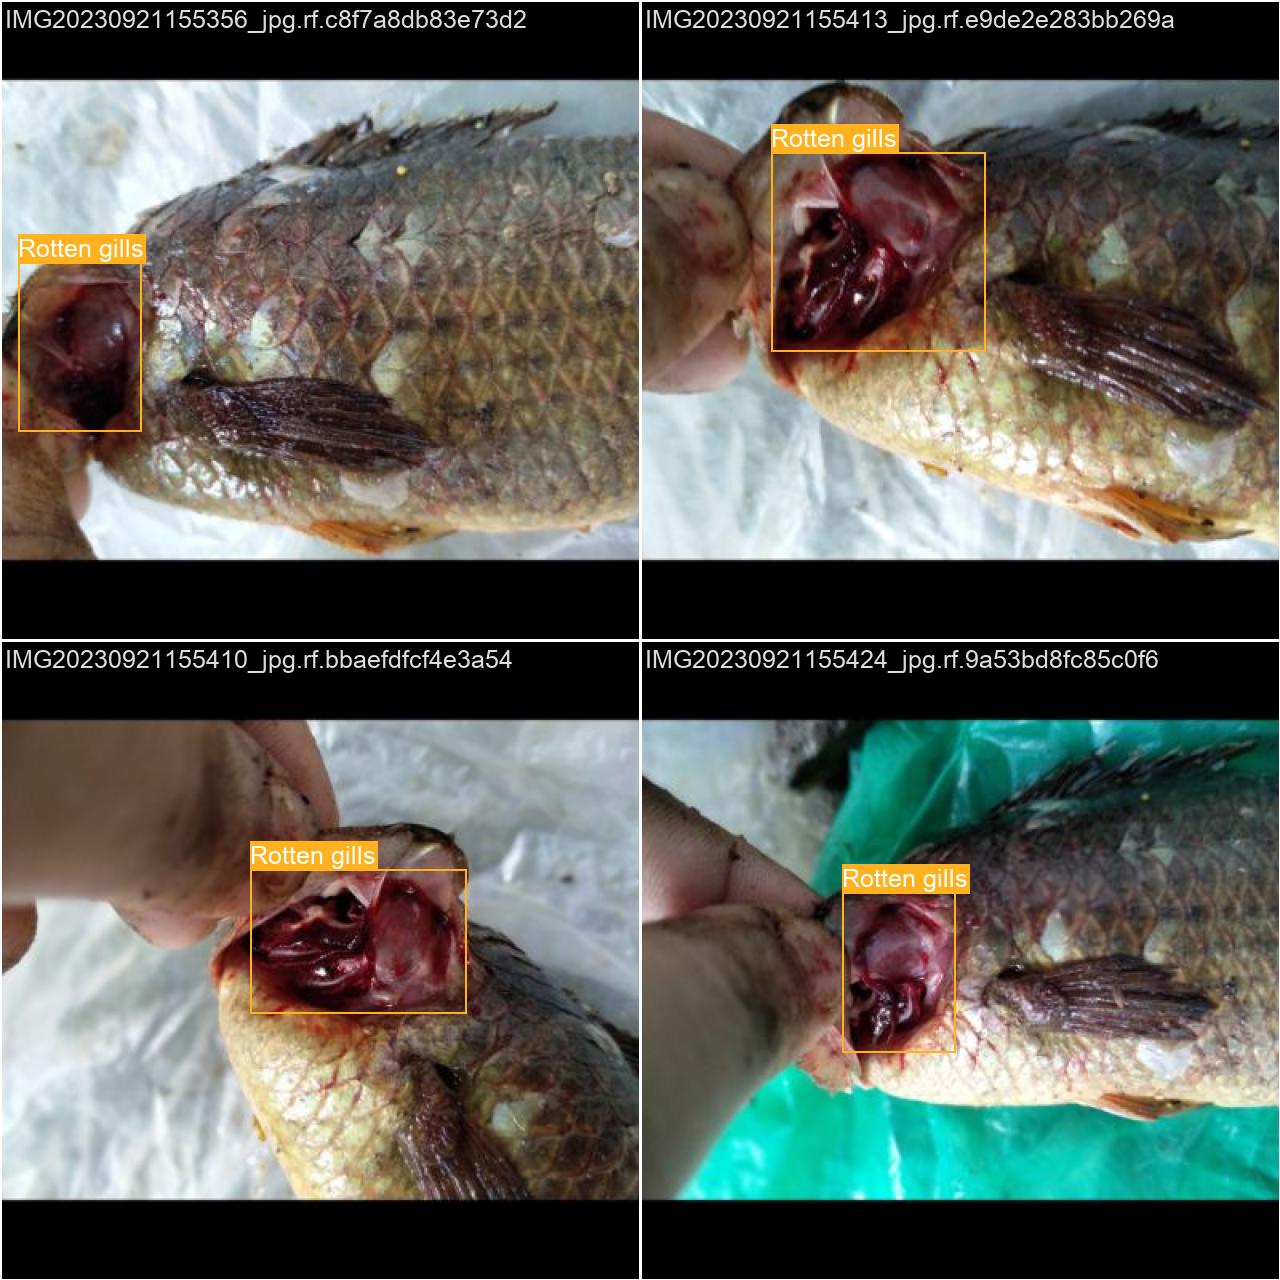 IMG20230921155356_jpg.rf.c8f7a8db83e73d2
IMG20230921155413_jpg.rf.e9de2e283bb269a
Rotten gills
Rotten gills
IMG20230921155410_jpg.rf.bbaefdfcf4e3a54
IMG20230921155424_jpg.rf.9a53bd8fc85c0f6
Rotten gills
Rotten gills